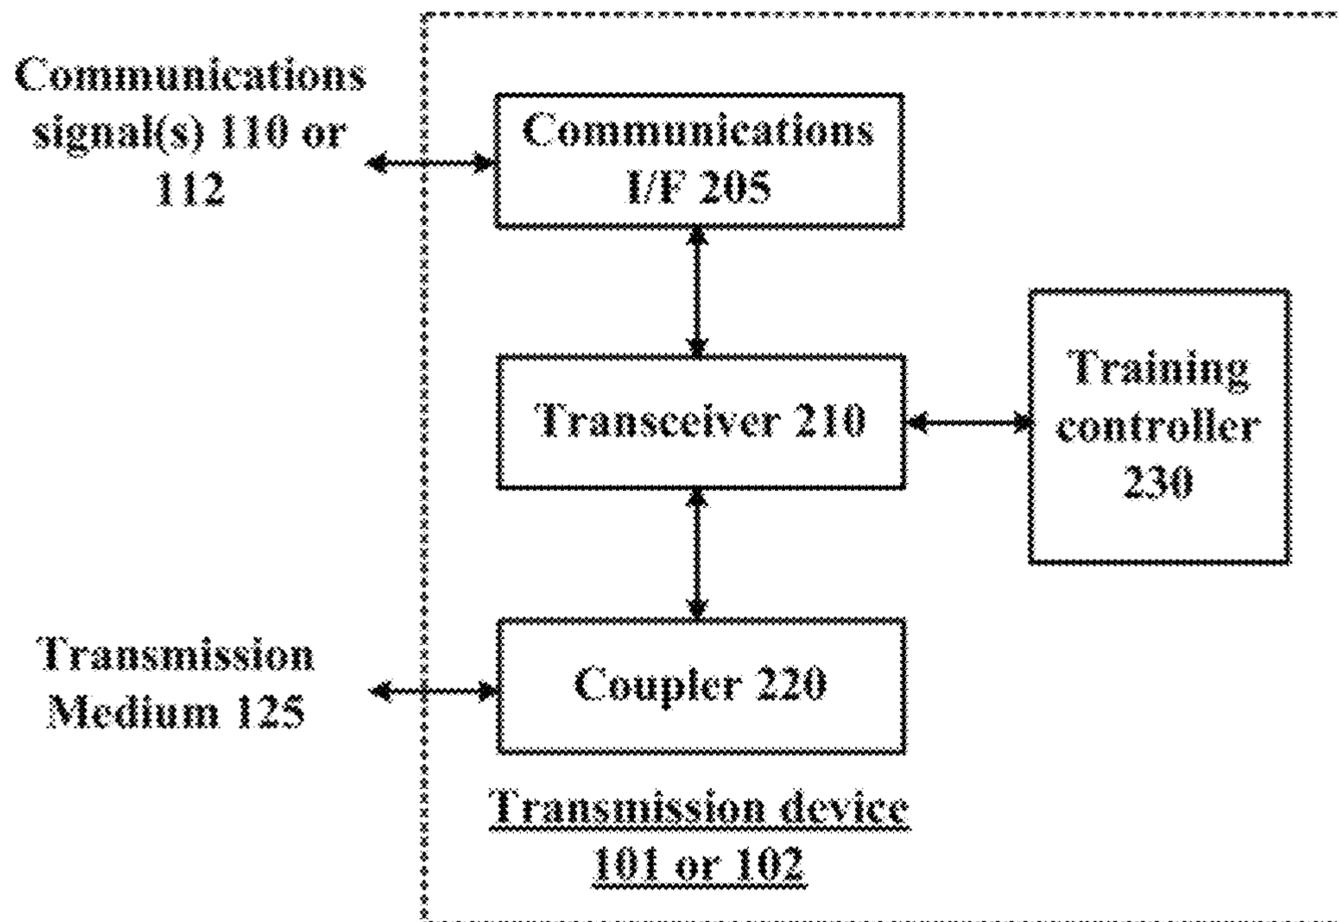 Communications
signal(s) 110 or
112
Communications
I/F 205
Transceiver 210
Training
controller
230
Transmission
Medium 125
Coupler 220
Transmission device
101 or 102